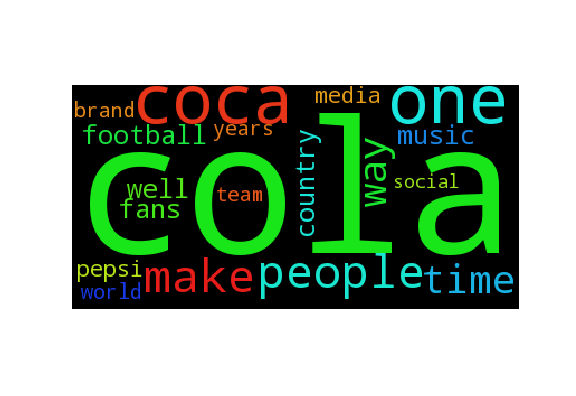 coca
one
media
brand
football
years
music
country
way
cola
well
team
social
fans
pepsi
make
people
time
world